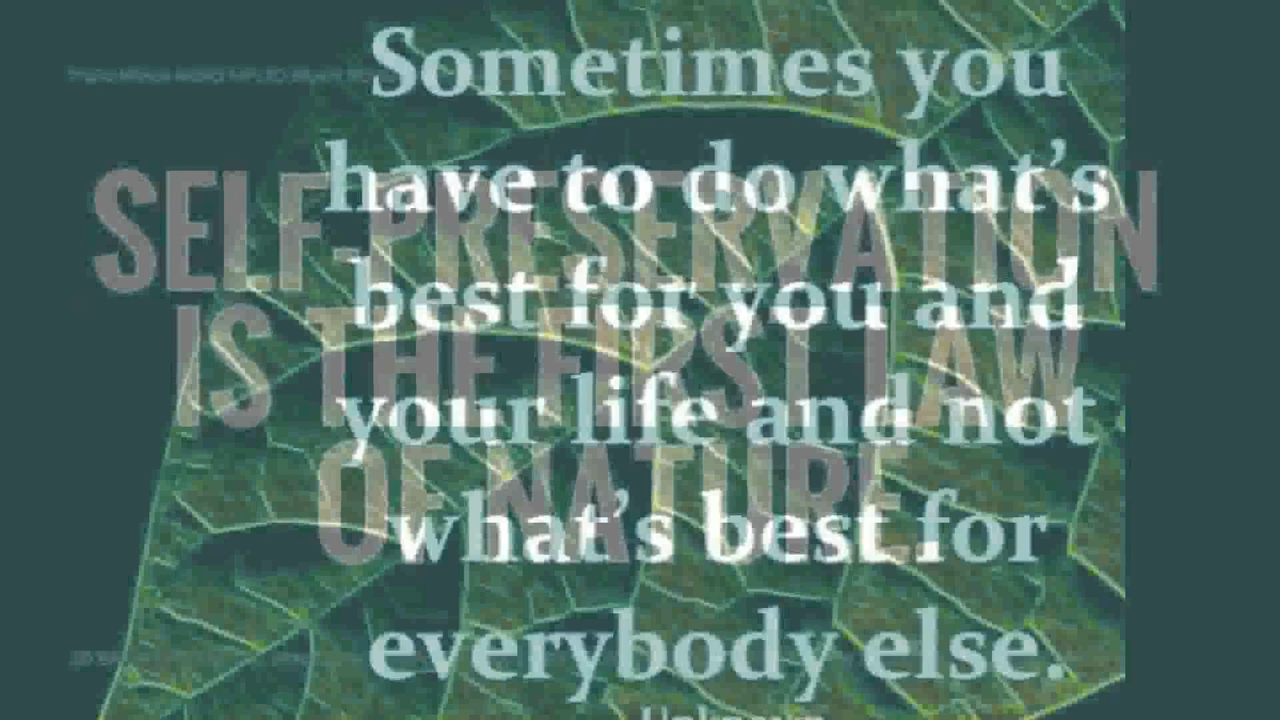 Sometimes you
have to do what's
best for you and
your life and not
what's best for
everybody else.
Unknown
SELF-PRESERVATION
IS THE FIRST LAW
OF NATURE.